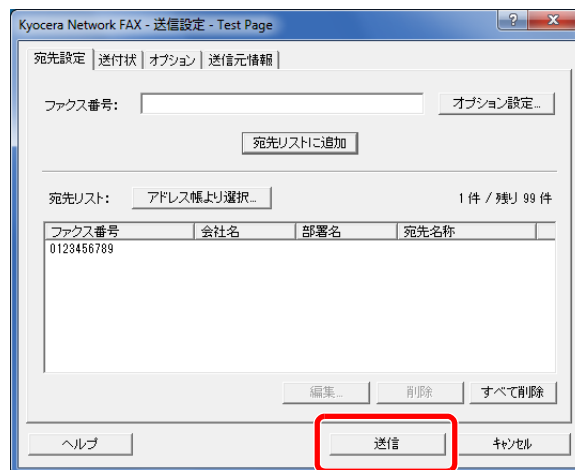 Kyocera Network FAX - 送信設定 - Test Page
宛先設定 送付状 オプション 送信元情報
ファクス番号: オプション設定...
宛先リストに追加
宛先リスト: アドレス帳より選択... 1 件 / 残り 99 件
ファクス番号 会社名 部署名 宛先名称
0123456789
編集... 削除 すべて削除
ヘルプ 送信 キャンセル